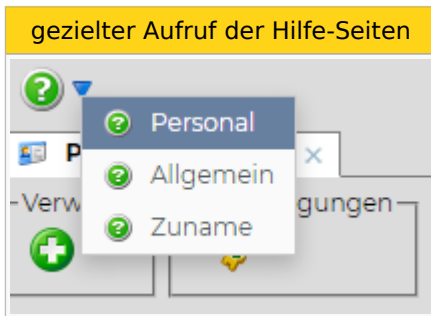 gezielter Aufruf der Hilfe-Seiten
Personal
P
Allgemein
Verw
gungen
Zuname